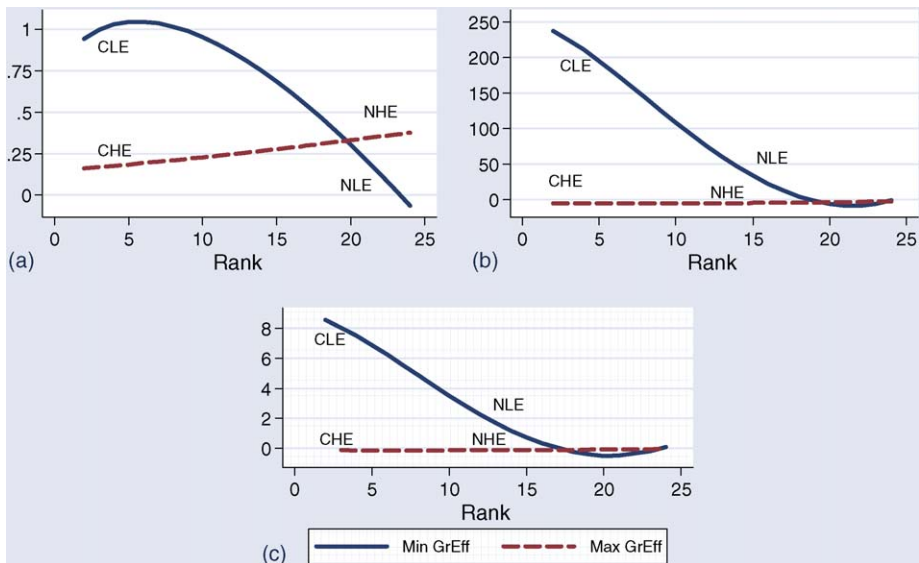 1
CLE
.75
.5
NHE
CHE
.25
NLE
0
0 5 10 15 20 25
(a)
Rank
250
200
CLE
150
100
NLE
50
CHE
NHE
0
0 5 10 15 20 25
(b)
Rank
8
CLE
6
4
NLE
2
CHE NHE
0
0 5 10 15 20 25
Rank
(c)
Min GrEff Max GrEff